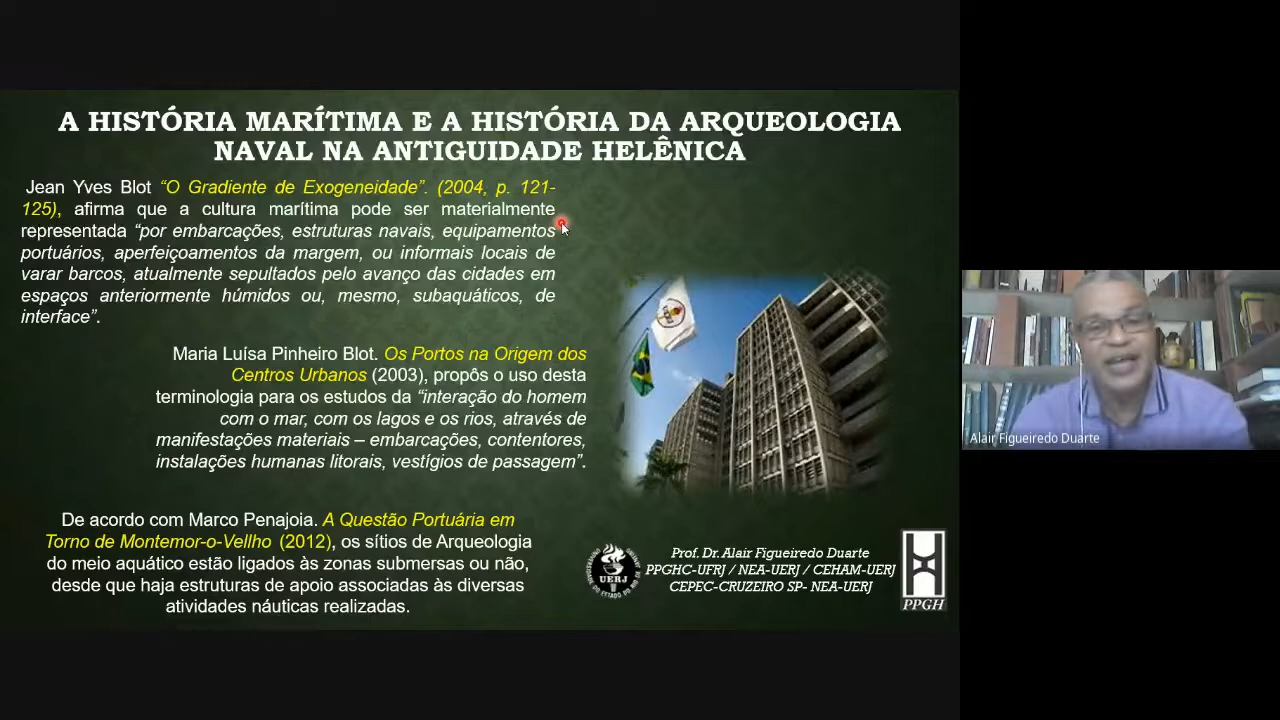 A HISTÓRIA MARÍTIMA E A HISTÓRIA DA ARQUEOLOGIA
NAVAL NA ANTIGUIDADE HELÊNICA
Jean Yves Blot “O Gradiente de Exogeneidade”. (2004, p. 121-
125), afirma que a cultura marítima pode ser materialmente
representada “por embarcações, estruturas navais, equipamentos
portuários, aperfeiçoamentos da margem, ou informais locais de
varar barcos, atualmente sepultados pelo avanço das cidades em
espaços anteriormente húmidos ou, mesmo, subaquáticos, de
interface”.
Maria Luísa Pinheiro Blot. Os Portos na Origem dos
Centros Urbanos (2003), propôs o uso desta
terminologia para os estudos da “interação do homem
com o mar, com os lagos e os rios, através de
manifestações materiais – embarcações, contentores,
instalações humanas litorais, vestígios de passagem”.
De acordo com Marco Penajoia. A Questão Portuária em
Torno de Montemor-o-Vellho (2012), os sítios de Arqueologia
do meio aquático estão ligados às zonas submersas ou não,
desde que haja estruturas de apoio associadas às diversas
atividades náuticas realizadas.
UERJ
Prof. Dr. Alair Figueiredo Duarte
PPGHC-UFRJ / NEA-UERJ / CEHAM-UERJ
CEPEC-CRUZEIRO SP- NEA-UERJ
PPGH
Alair Figueiredo Duarte